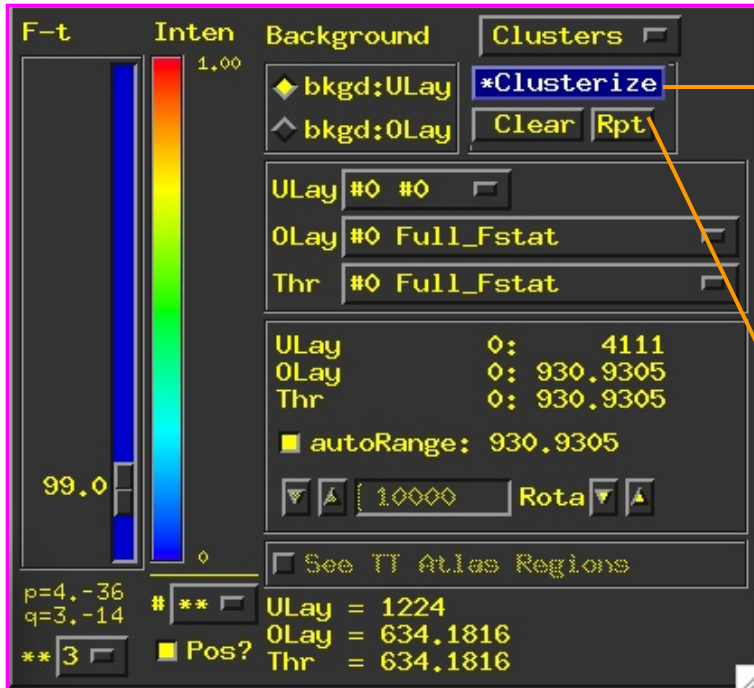 F-t Inten Background Clusters
1.00
bkgd:ULay *Clusterize
bkgd:OLay Clear Rpt
ULay #0 #0
OLay #0 Full_Fstat
Thr #0 Full_Fstat
ULay 0: 4111
OLay 0: 930.9305
Thr 0: 930.9305
autoRange: 930.9305
99.0
10000 Rota
0
See TT Atlas Regions
p=4.-36
q=3.-14
# **
** 3
Pos?
ULay = 1224
OLay = 634.1816
Thr = 634.1816